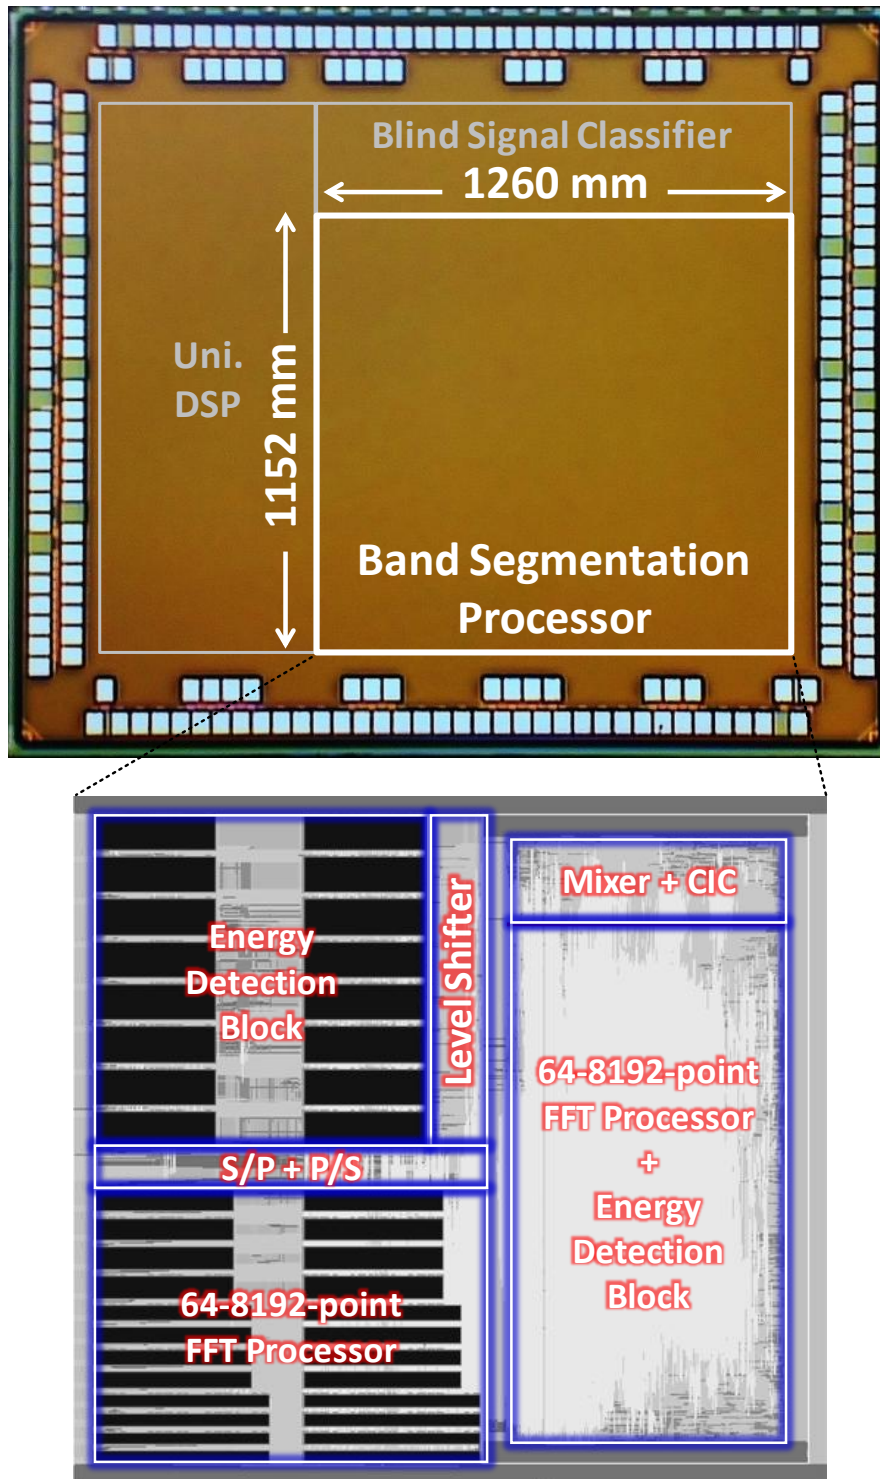 Blind Signal Classifier
1260 mm
Uni.
DSP
1152 mm
Band Segmentation
Processor
Energy
Detection
Block
Level Shifter
Mixer + CIC
64-8192-point
FFT Processor
+
Energy
Detection
Block
S/P + P/S
64-8192-point
FFT Processor